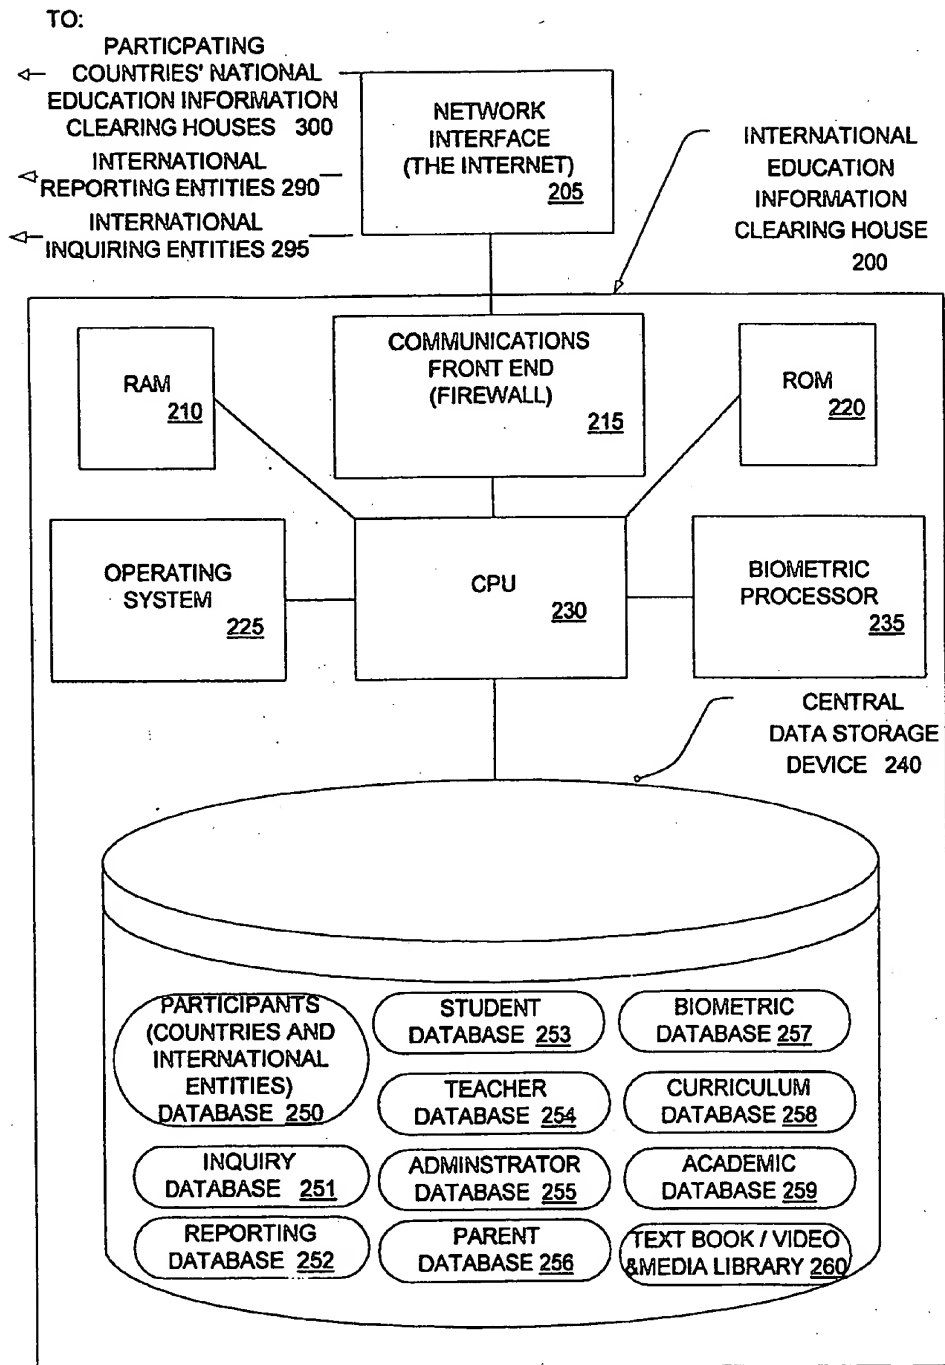 TO:
PARTICPATING
COUNTRIES' NATIONAL
EDUCATION INFORMATION
CLEARING HOUSES 300
INTERNATIONAL
REPORTING ENTITIES 290
INTERNATIONAL
INQUIRING ENTITIES 295
NETWORK
INTERFACE
(THE INTERNET)
205
INTERNATIONAL
EDUCATION
INFORMATION
CLEARING HOUSE
200
RAM
210
COMMUNICATIONS
FRONT END
(FIREWALL)
215
ROM
220
OPERATING
SYSTEM
225
CPU
230
BIOMETRIC
PROCESSOR
235
CENTRAL
DATA STORAGE
DEVICE 240
PARTICIPANTS
(COUNTRIES AND
INTERNATIONAL
ENTITIES)
DATABASE 250
INQUIRY
DATABASE 251
REPORTING
DATABASE 252
STUDENT
DATABASE 253
TEACHER
DATABASE 254
ADMINSTRATOR
DATABASE 255
PARENT
DATABASE 256
BIOMETRIC
DATABASE 257
CURRICULUM
DATABASE 258
ACADEMIC
DATABASE 259
TEXT BOOK / VIDEO
&MEDIA LIBRARY 260